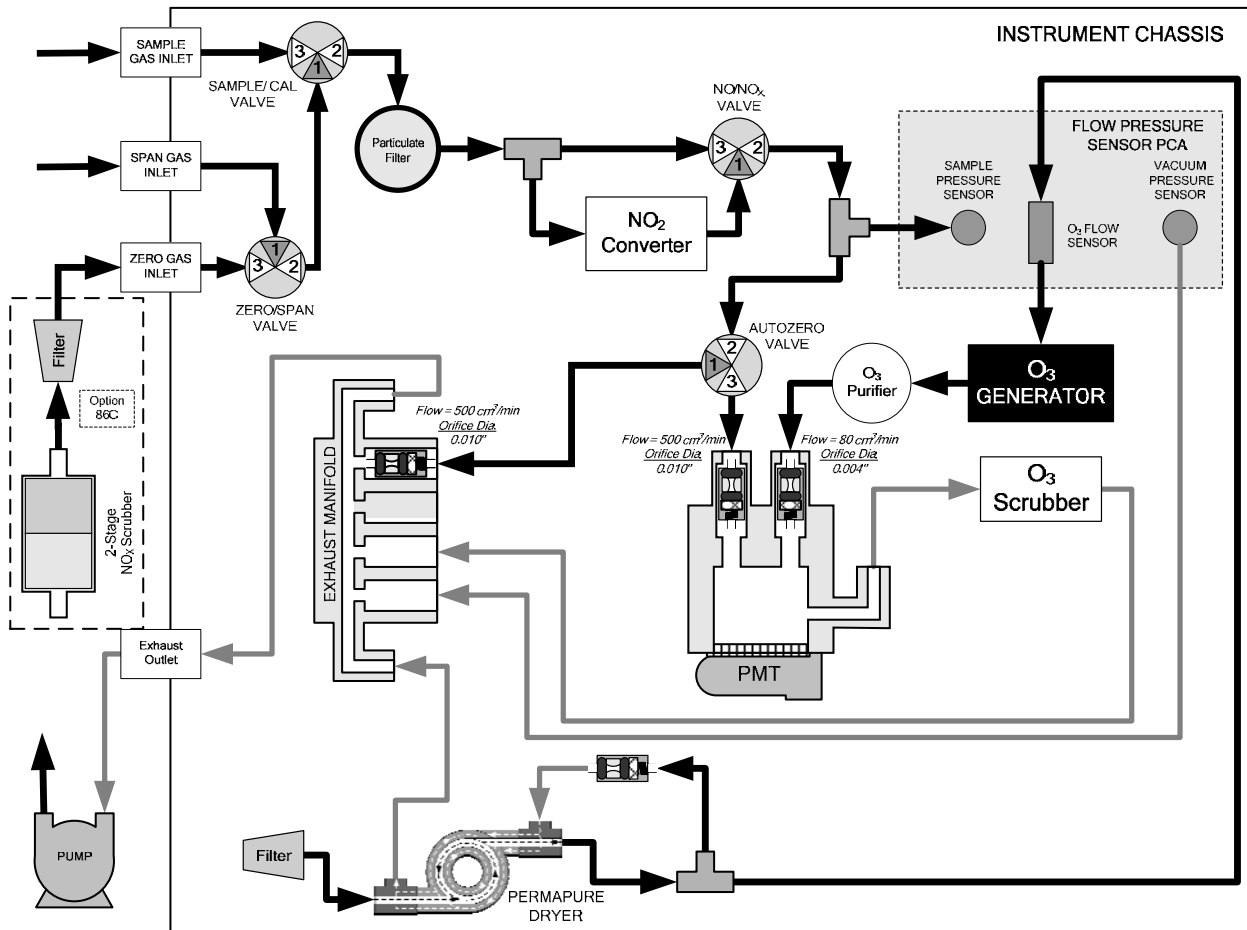 INSTRUMENT CHASSIS
SAMPLE
GAS INLET
3
2
1
SAMPLE/ CAL
VALVE
SPAN GAS
INLET
ZERO GAS
INLET
1
3
2
ZERO/SPAN
VALVE
Particulate
Filter
NO/NOX
VALVE
3
2
1
NO2
Converter
FLOW PRESSURE
SENSOR PCA
SAMPLE
PRESSURE
SENSOR
O3 FLOW
SENSOR
VACUUM
PRESSURE
SENSOR
AUTOZERO
VALVE
2
1
3
O3
Purifier
O3
GENERATOR
Filter
Option
86C
2-Stage
NOX Scrubber
Flow = 500 cm3/min
Orifice Dia.
0.010"
Flow = 500 cm3/min
Orifice Dia.
0.010"
Flow = 80 cm3/min
Orifice Dia.
0.004"
O3
Scrubber
EXHAUST MANIFOLD
Exhaust
Outlet
PMT
PUMP
Filter
PERMAPURE
DRYER